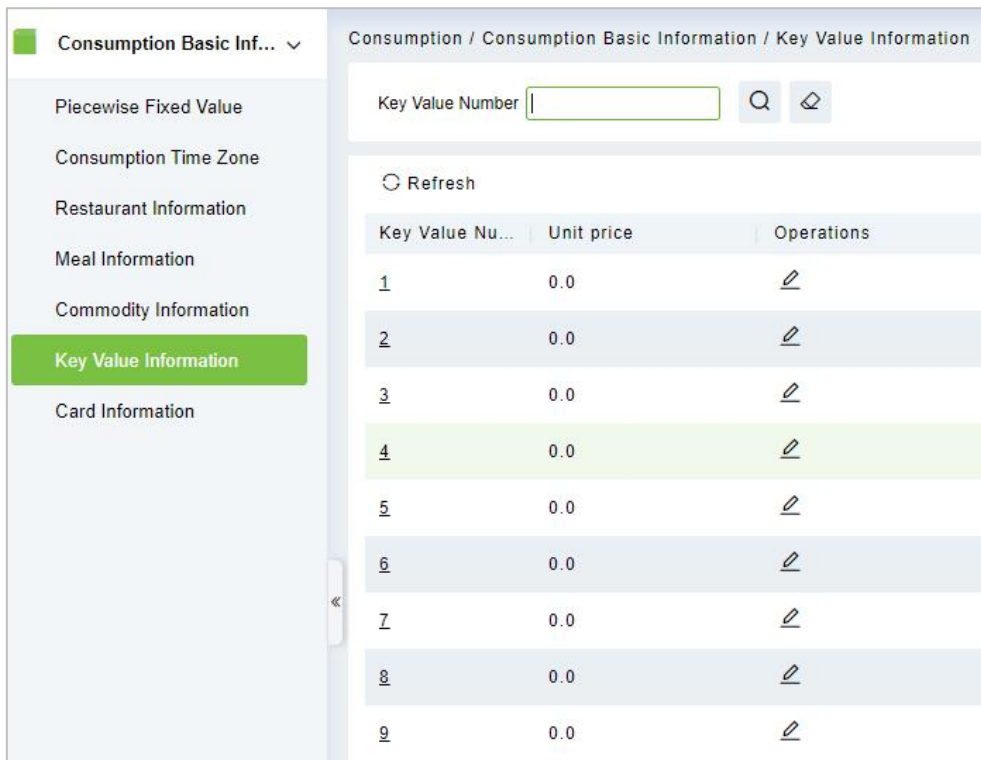 Consumption Basic Inf...
Piecewise Fixed Value
Consumption Time Zone
Restaurant Information
Meal Information
Commodity Information
Key Value Information
Card Information
Consumption / Consumption Basic Information / Key Value Information
Key Value Number
Refresh
Key Value Nu... Unit price Operations
1 0.0
2 0.0
3 0.0
4 0.0
5 0.0
6 0.0
7 0.0
8 0.0
9 0.0